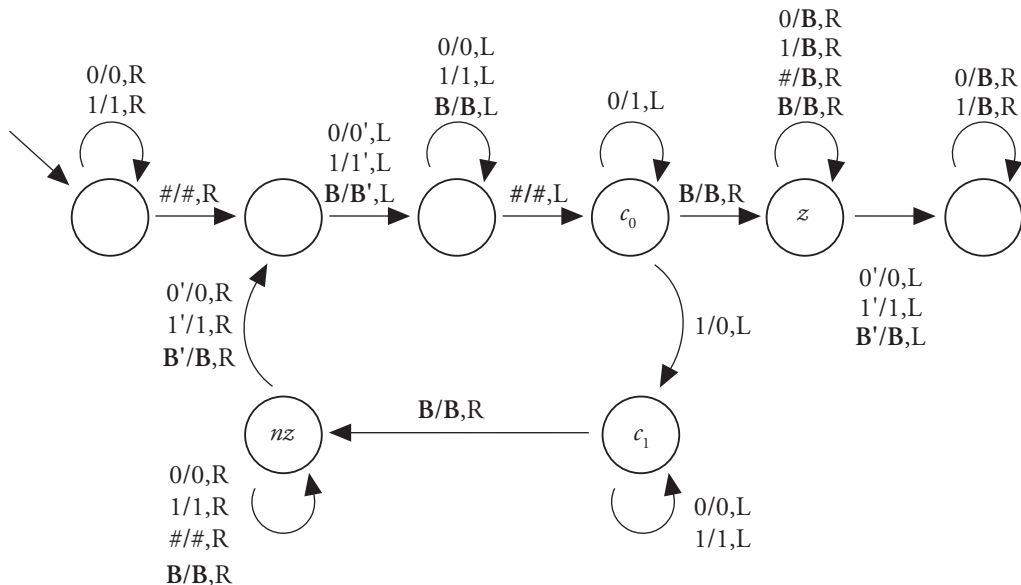 0/0,R
1/1,R
#/#,R
0/0',L
1/1',L
B/B',L
0/0,L
1/1,L
B/B,L
#/#,L
0/1,L
c₀
B/B,R
0/B,R
1/B,R
#/B,R
B/B,R
z
0'/0,L
1'/1,L
B'/B,L
0/B,R
1/B,R
1/0,L
c₁
0/0,L
1/1,L
B/B,R
0'/0,R
1'/1,R
B'/B,R
nz
0/0,R
1/1,R
#/#,R
B/B,R